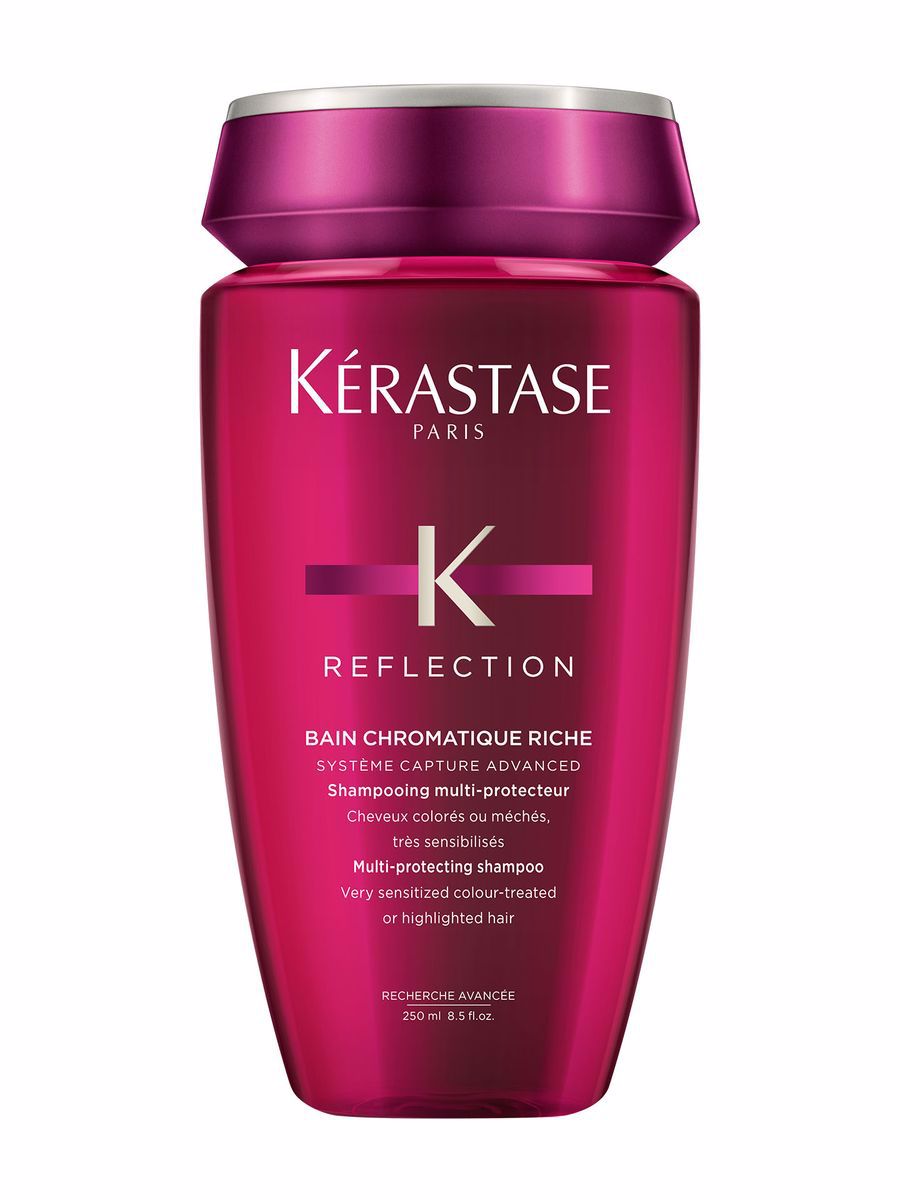 KÉRASTASE
PARIS
K
REFLECTION
BAIN CHROMATIQUE RICHE
SYSTÈME CAPTURE ADVANCED
Shampooing multi-protecteur
Cheveux colorés ou méchés,
très sensibilisés
Multi-protecting shampoo
Very sensitized colour-treated
or highlighted hair
RECHERCHE AVANCÉE
250 ml 8.5 fl.oz.